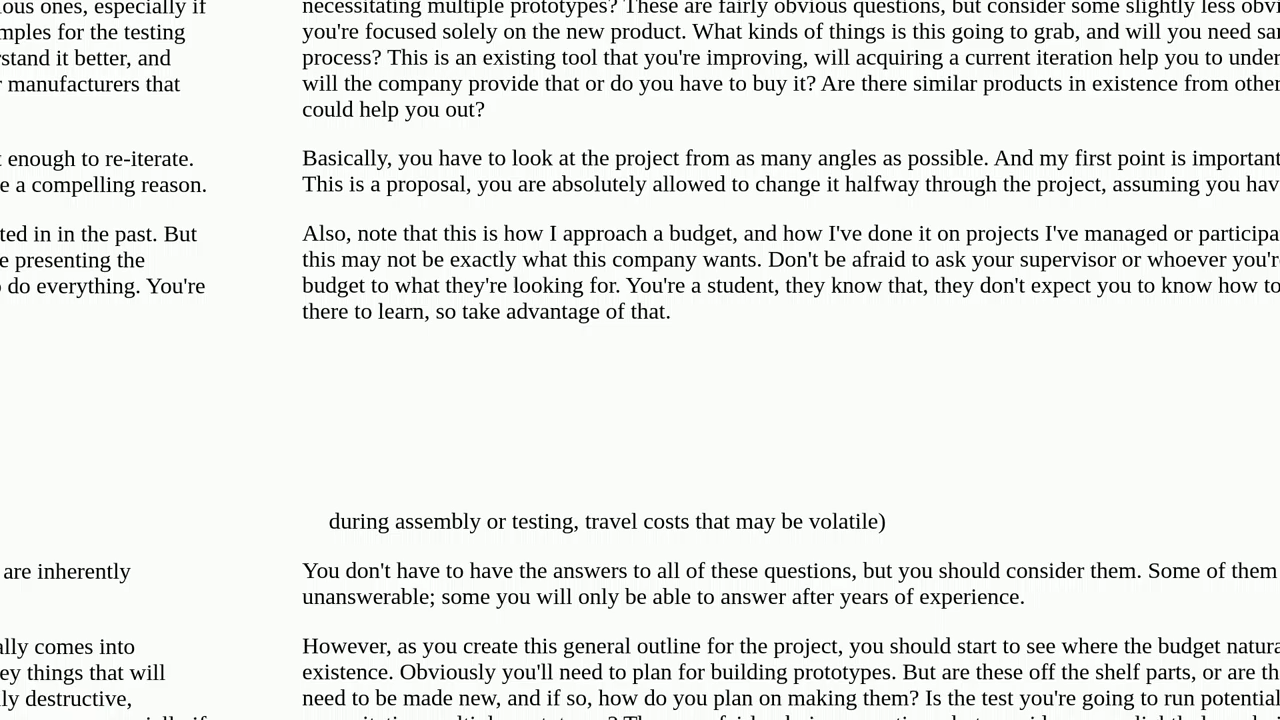 ious ones, especially if
mples for the testing
rstand it better, and
r manufacturers that
t enough to re-iterate.
e a compelling reason.
ted in in the past. But
e presenting the
o do everything. You're
are inherently
ally comes into
ey things that will
ly destructive,
necessitating multiple prototypes? These are fairly obvious questions, but consider some slightly less obvi
you're focused solely on the new product. What kinds of things is this going to grab, and will you need sa
process? This is an existing tool that you're improving, will acquiring a current iteration help you to under
will the company provide that or do you have to buy it? Are there similar products in existence from other
could help you out?
Basically, you have to look at the project from as many angles as possible. And my first point is important
This is a proposal, you are absolutely allowed to change it halfway through the project, assuming you hav
Also, note that this is how I approach a budget, and how I've done it on projects I've managed or participa
this may not be exactly what this company wants. Don't be afraid to ask your supervisor or whoever you're
budget to what they're looking for. You're a student, they know that, they don't expect you to know how to
there to learn, so take advantage of that.
during assembly or testing, travel costs that may be volatile)
You don't have to have the answers to all of these questions, but you should consider them. Some of them
unanswerable; some you will only be able to answer after years of experience.
However, as you create this general outline for the project, you should start to see where the budget natura
existence. Obviously you'll need to plan for building prototypes. But are these off the shelf parts, or are th
need to be made new, and if so, how do you plan on making them? Is the test you're going to run potential